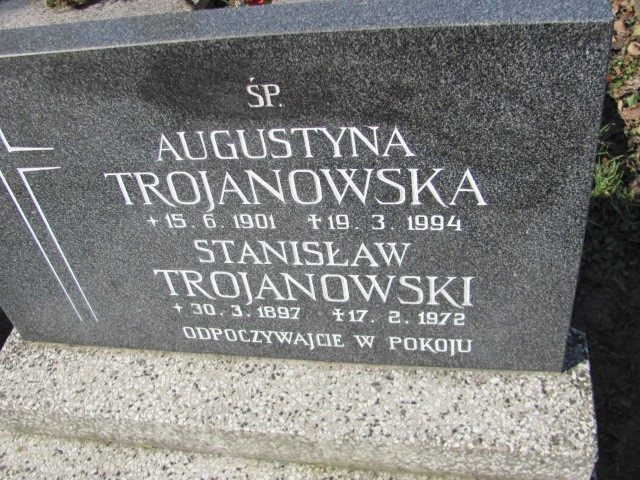 ŚP.
AUGUSTYNA
TROJANOWSKA
+ 15. 6. 1901 ✝ 19. 3. 1994
STANISŁAW
TROJANOWSKI
+ 30. 3. 1897 ✝ 17. 2. 1972
ODPOCZYWAJCIE W POKOJU